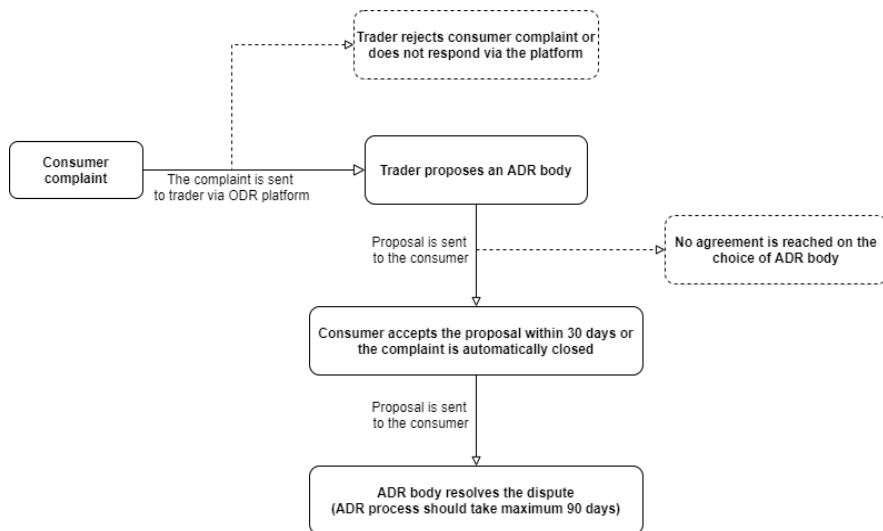 Trader rejects consumer complaint or
does not respond via the platform
Consumer
complaint
The complaint is sent
to trader via ODR platform
Trader proposes an ADR body
Proposal is sent
to the consumer
No agreement is reached on the
choice of ADR body
Consumer accepts the proposal within 30 days or
the complaint is automatically closed
Proposal is sent
to the consumer
ADR body resolves the dispute
(ADR process should take maximum 90 days)